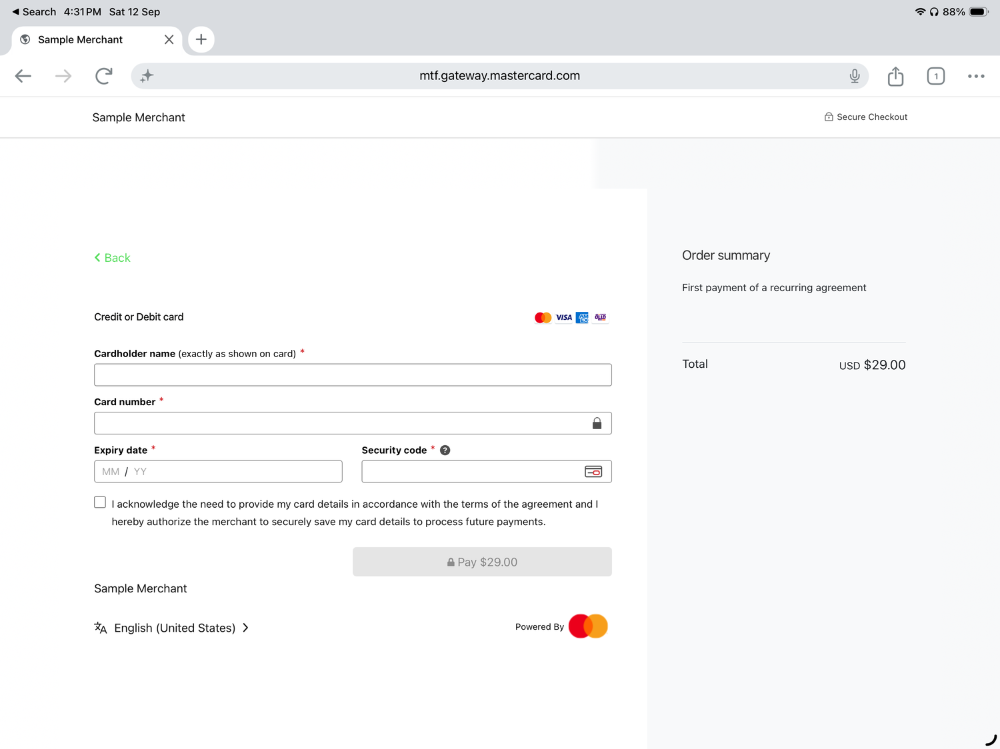 Search 4:31PM Sat 12 Sep 88%
Sample Merchant
mtf.gateway.mastercard.com
1
Sample Merchant
Secure Checkout
Back
Credit or Debit card
VISA
AM
EX
Cardholder name (exactly as shown on card) *
Card number *
Expiry date *
MM / YY
Security code * ?
I acknowledge the need to provide my card details in accordance with the terms of the agreement and I
hereby authorize the merchant to securely save my card details to process future payments.
Pay $29.00
Sample Merchant
English (United States)
Powered By
Order summary
First payment of a recurring agreement
Total USD $29.00